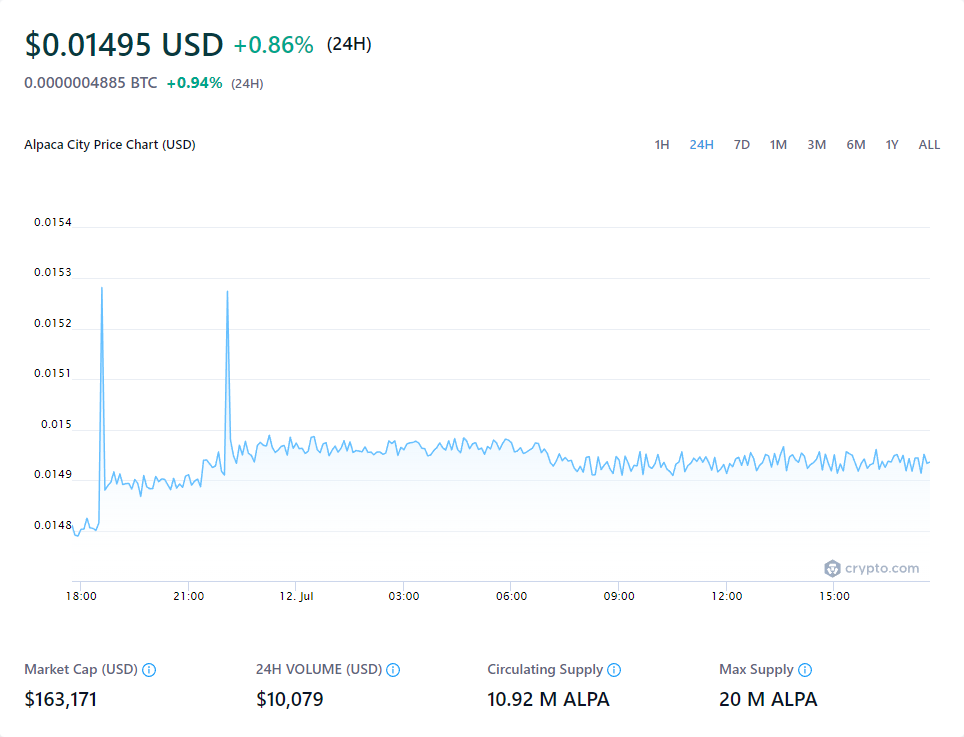 $0.01495 USD +0.86% (24H)
0.0000004885 BTC +0.94% (24H)
Alpaca City Price Chart (USD) 1H 24H 7D 1M 3M 6M 1Y ALL
0.0154
0.0153
0.0152
0.0151
0.015
0.0149
0.0148
crypto.com
18:00 21:00 12. Jul 03:00 06:00 09:00 12:00 15:00
Market Cap (USD) 24H VOLUME (USD) Circulating Supply Max Supply
$163,171 $10,079 10.92 M ALPA 20 M ALPA